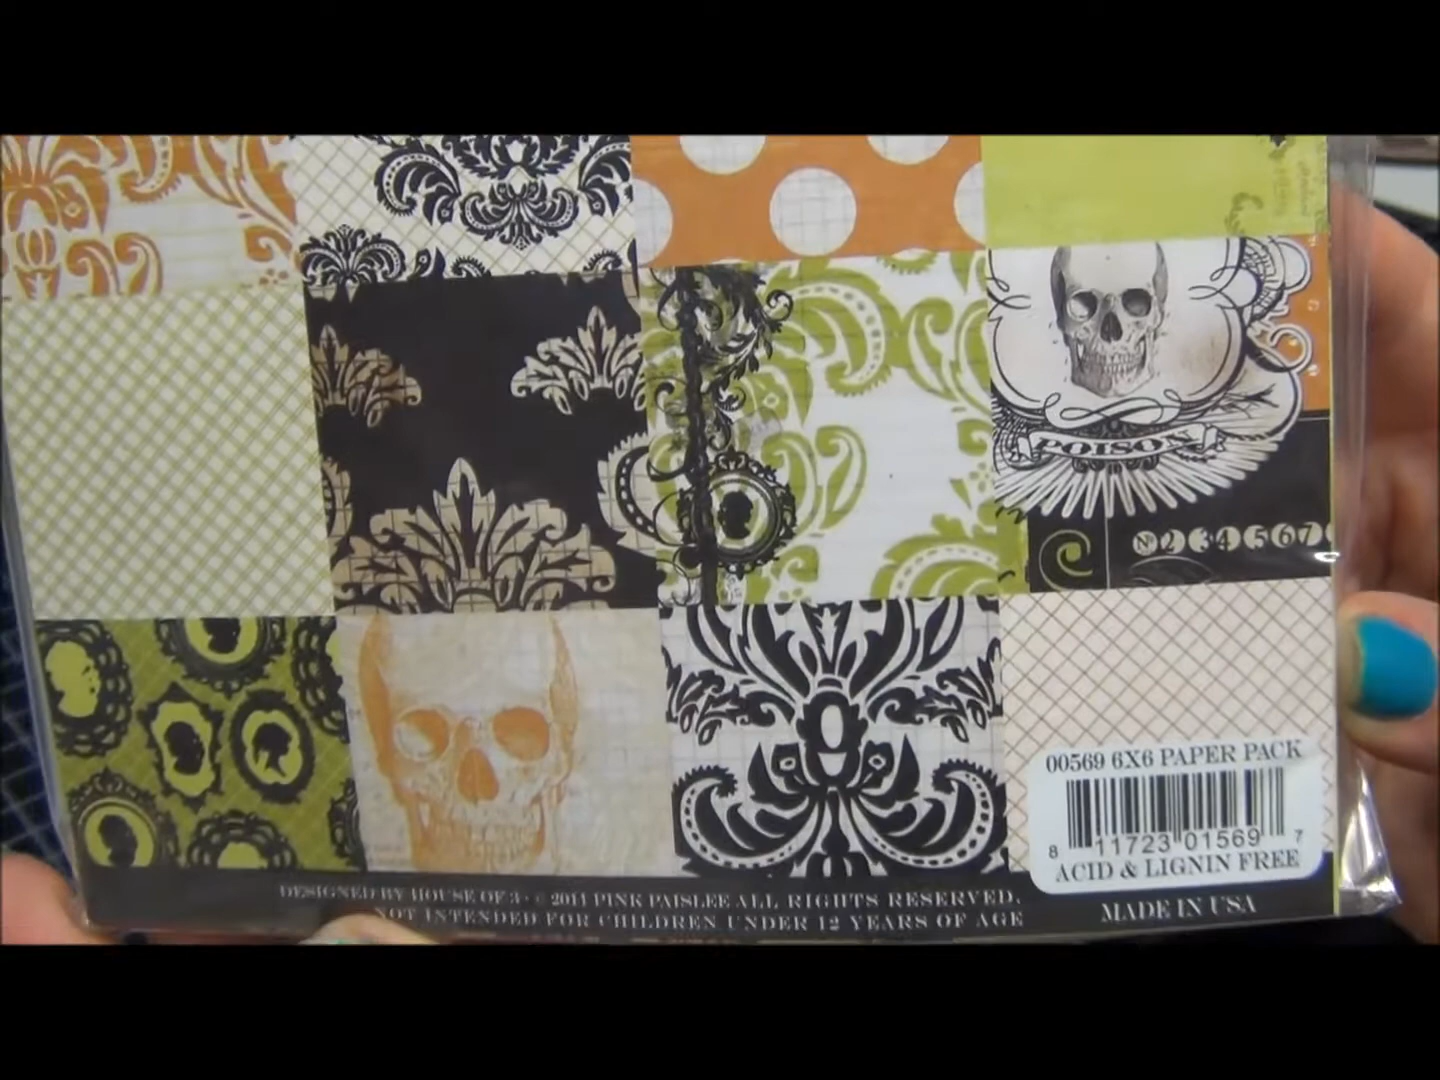 POISON
Nº 2 3 4 5 6 7
00569 6X6 PAPER PACK
8 11723 01569 7
ACID & LIGNIN FREE
DESIGNED BY HOUSE OF 3 · © 2011 PINK PAISLEE ALL RIGHTS RESERVED.
NOT INTENDED FOR CHILDREN UNDER 12 YEARS OF AGE
MADE IN USA